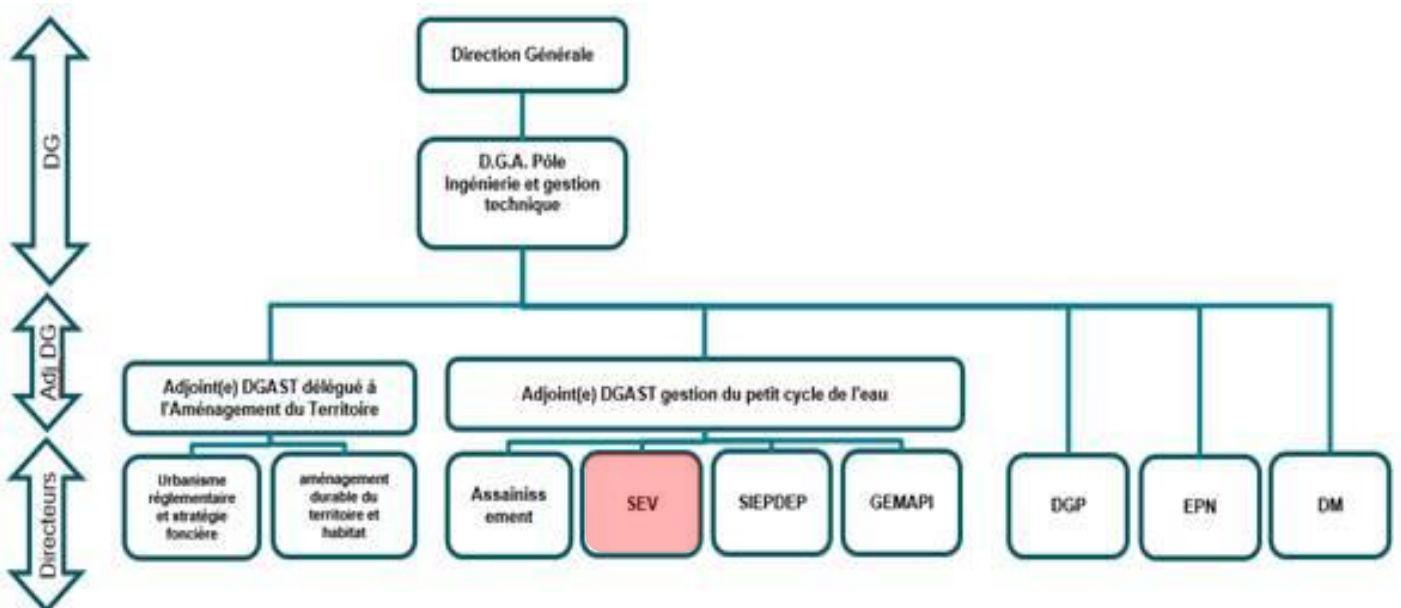 DG
Adj. DG
Directeurs
Direction Générale
D.G.A. Pôle
Ingénierie et gestion
technique
Adjoint(e) DGAST délégué à
l'Aménagement du Territoire
Adjoint(e) DGAST gestion du petit cycle de l'eau
Urbanisme
réglementaire
et stratégie
foncière
aménagement
durable du
territoire et
habitat
Assainiss
ement
SEV
SIEPDEP
GEMAPI
DGP
EPN
DM